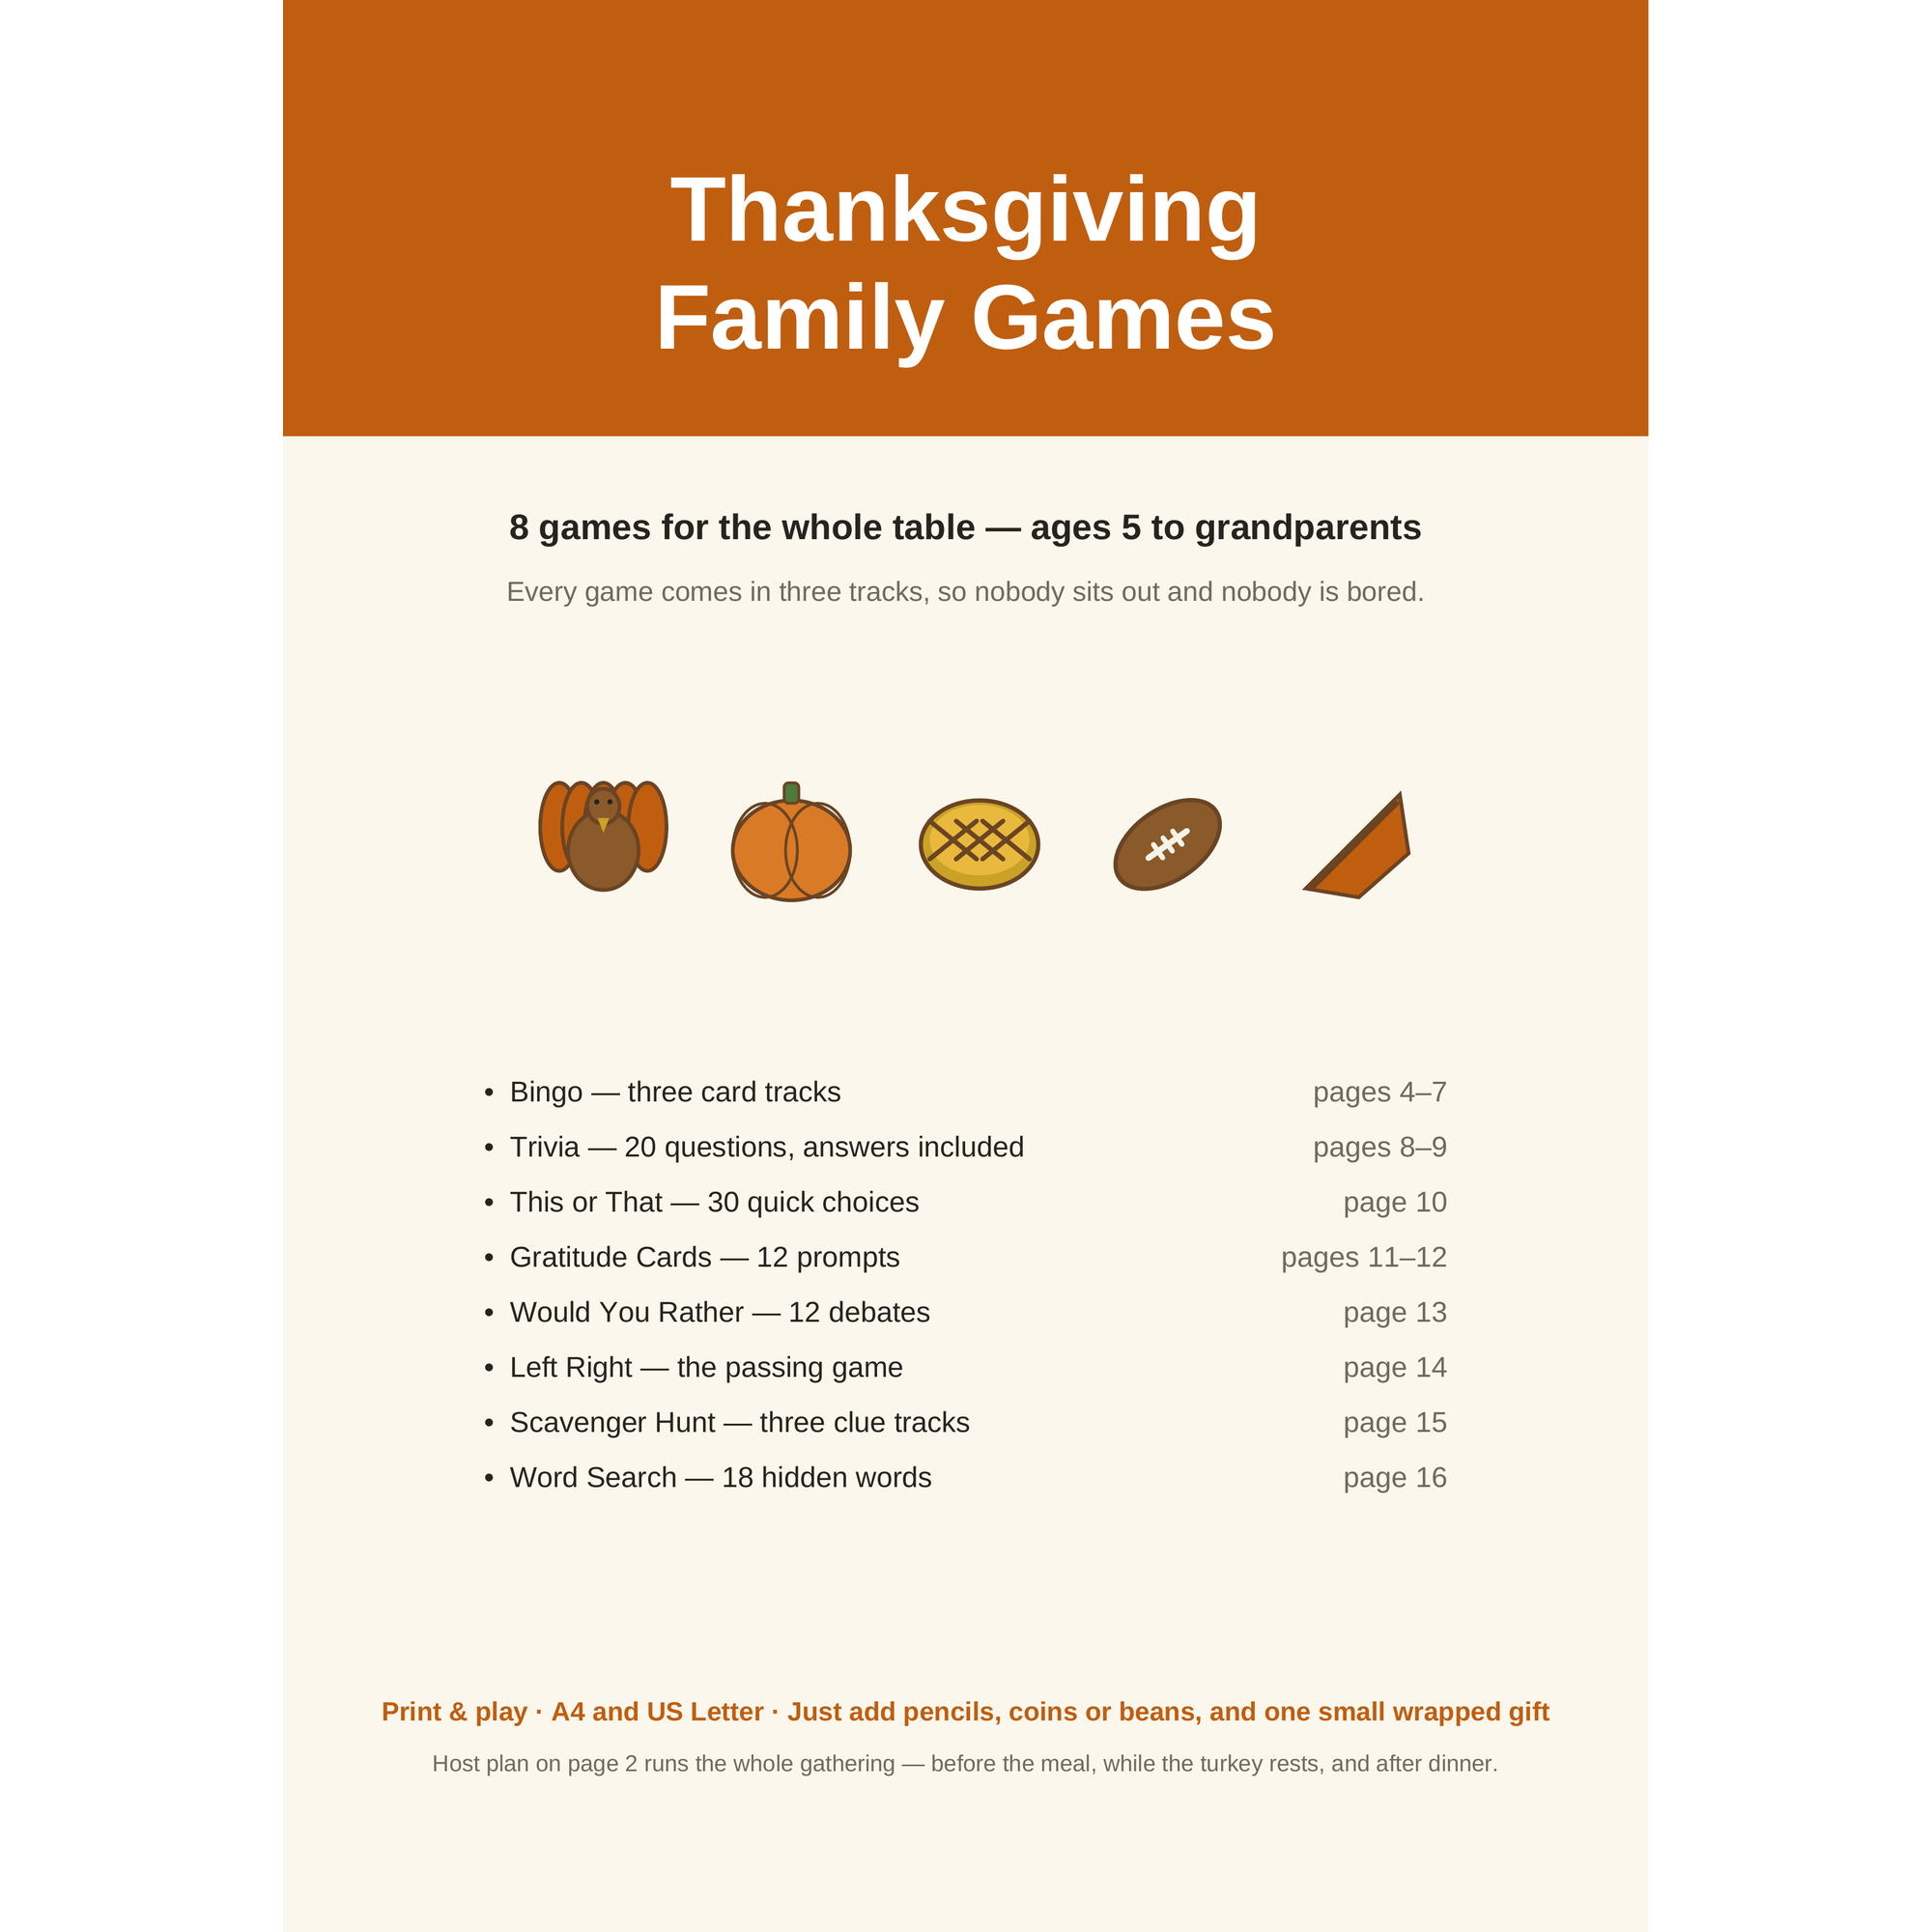 Thanksgiving
Family Games
8 games for the whole table — ages 5 to grandparents
Every game comes in three tracks, so nobody sits out and nobody is bored.
• Bingo — three card tracks pages 4–7
• Trivia — 20 questions, answers included pages 8–9
• This or That — 30 quick choices page 10
• Gratitude Cards — 12 prompts pages 11–12
• Would You Rather — 12 debates page 13
• Left Right — the passing game page 14
• Scavenger Hunt — three clue tracks page 15
• Word Search — 18 hidden words page 16
Print & play · A4 and US Letter · Just add pencils, coins or beans, and one small wrapped gift
Host plan on page 2 runs the whole gathering — before the meal, while the turkey rests, and after dinner.